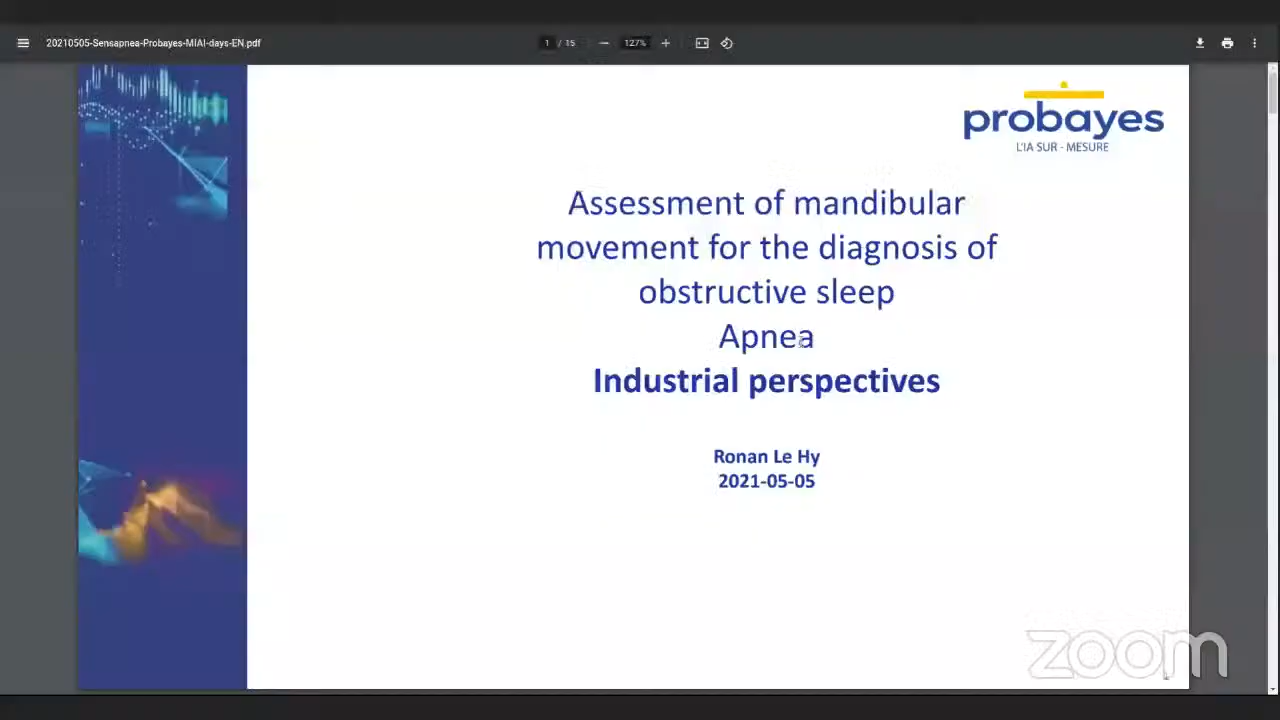 20210505-Sensapnea-Probayes-MIAI-days-EN.pdf
1 / 15
127%
probayes
L'IA SUR - MESURE
Assessment of mandibular
movement for the diagnosis of
obstructive sleep
Apnea
Industrial perspectives
Ronan Le Hy
2021-05-05
zoom